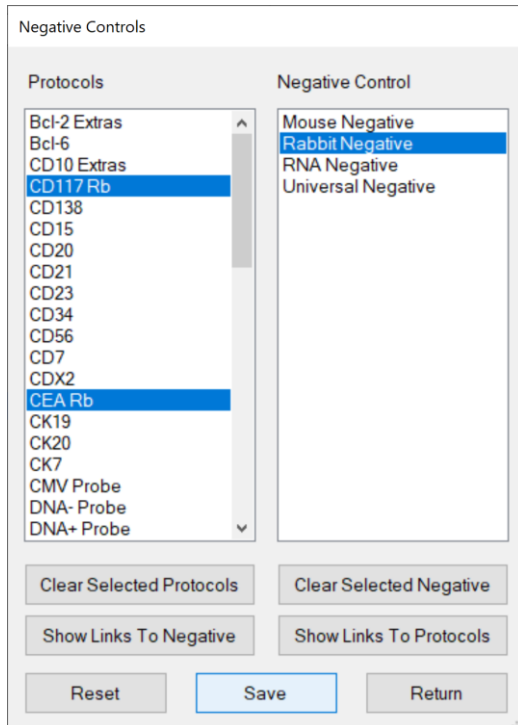 Negative Controls
Protocols
Negative Control
Bcl-2 Extras
Bcl-6
CD10 Extras
CD117 Rb
CD138
CD15
CD20
CD21
CD23
CD34
CD56
CD7
CDX2
CEA Rb
CK19
CK20
CK7
CMV Probe
DNA- Probe
DNA+ Probe
Mouse Negative
Rabbit Negative
RNA Negative
Universal Negative
Clear Selected Protocols
Clear Selected Negative
Show Links To Negative
Show Links To Protocols
Reset
Save
Return